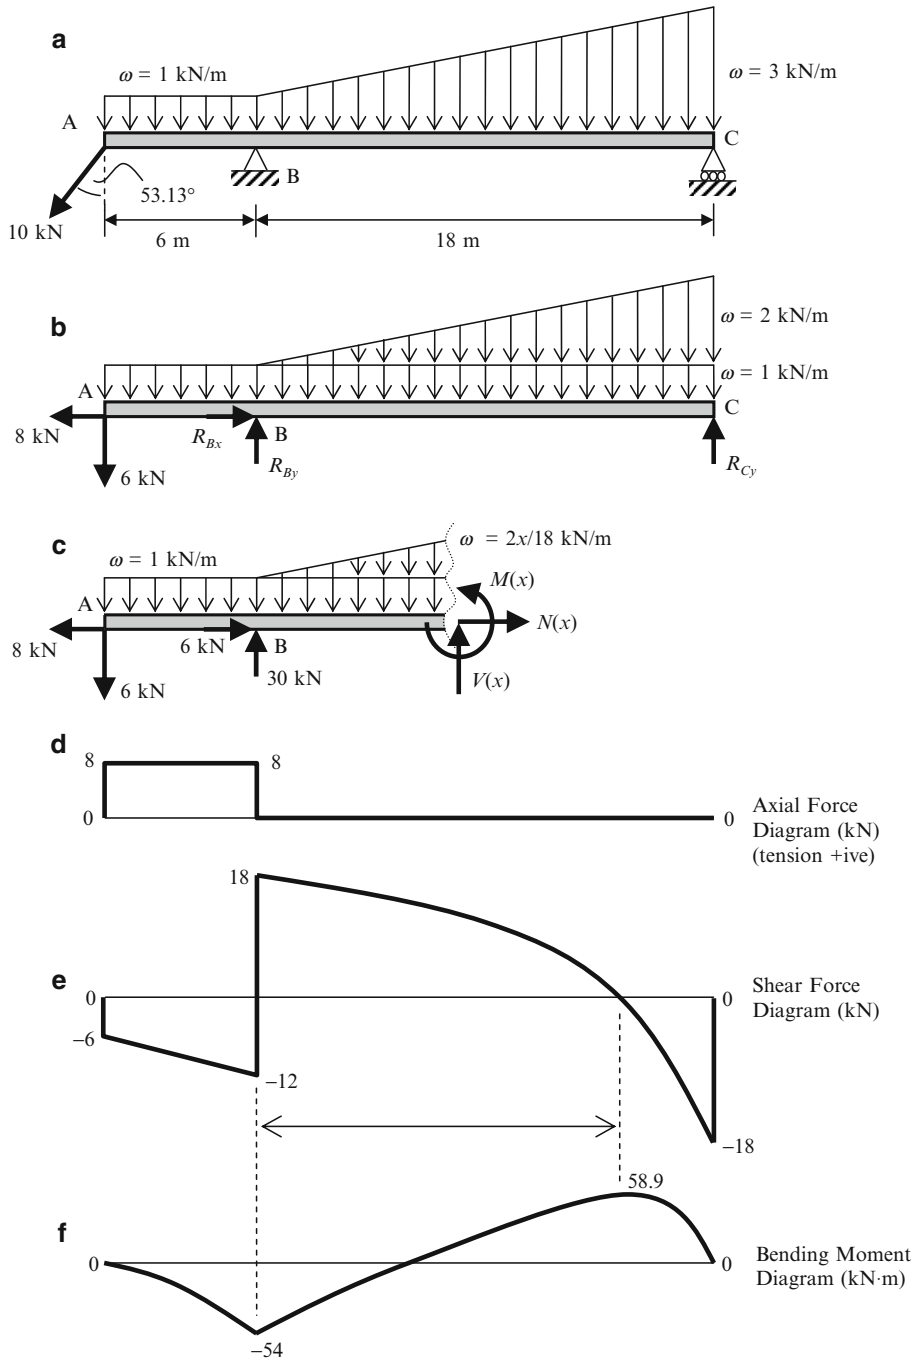 a
ω = 1 kN/m
ω = 3 kN/m
A
C
B
53.13°
10 kN
6 m
18 m
b
ω = 2 kN/m
ω = 1 kN/m
A
C
8 kN
R_Bx
B
R_By
R_Cy
6 kN
c
ω = 2x/18 kN/m
ω = 1 kN/m
M(x)
A
N(x)
8 kN
6 kN
B
30 kN
V(x)
6 kN
d
8
8
0
0
Axial Force
Diagram (kN)
(tension +ive)
18
e
0
0
Shear Force
Diagram (kN)
–6
–12
–18
58.9
f
0
0
Bending Moment
Diagram (kN·m)
–54